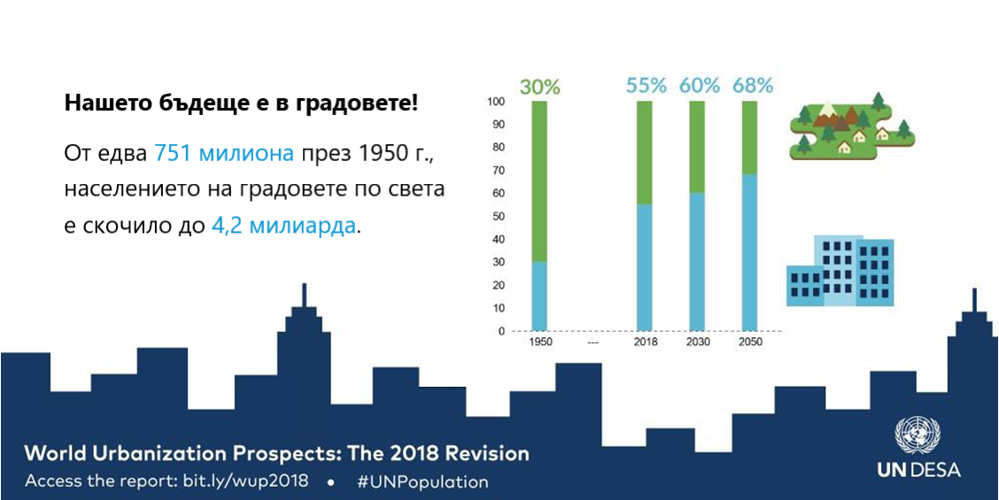 Нашето бъдеще е в градовете!
От едва 751 милиона през 1950 г.,
населението на градовете по света
е скочило до 4,2 милиарда.
30% 55% 60% 68%
100
90
80
70
60
50
40
30
20
10
0
1950 --- 2018 2030 2050
World Urbanization Prospects: The 2018 Revision
Access the report: bit.ly/wup2018 • #UNPopulation
UN DESA